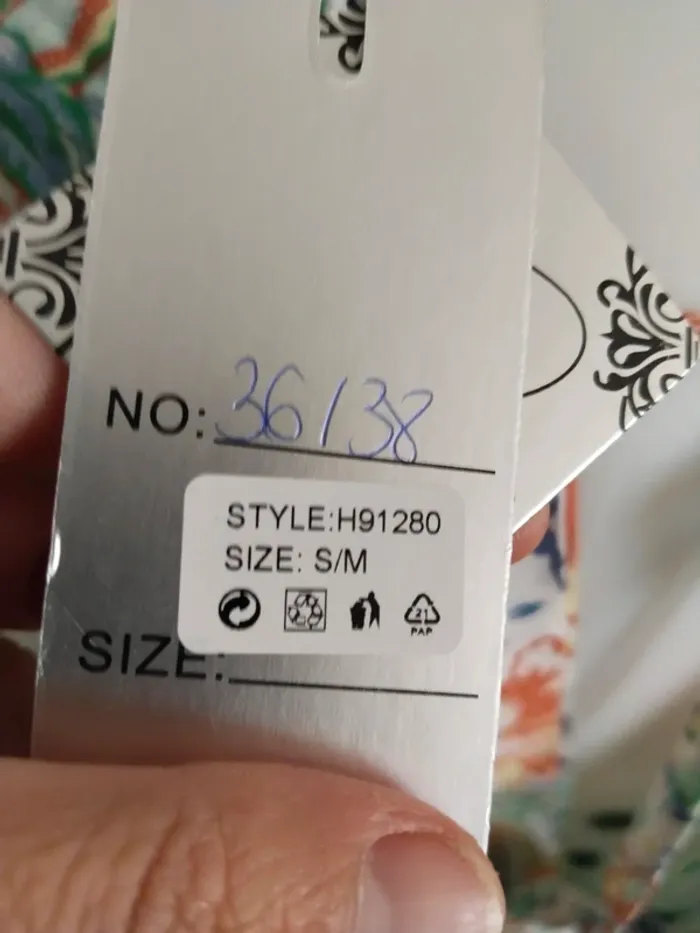 NO: 36/38
STYLE:H91280
SIZE: S/M
21
PAP
SIZE: